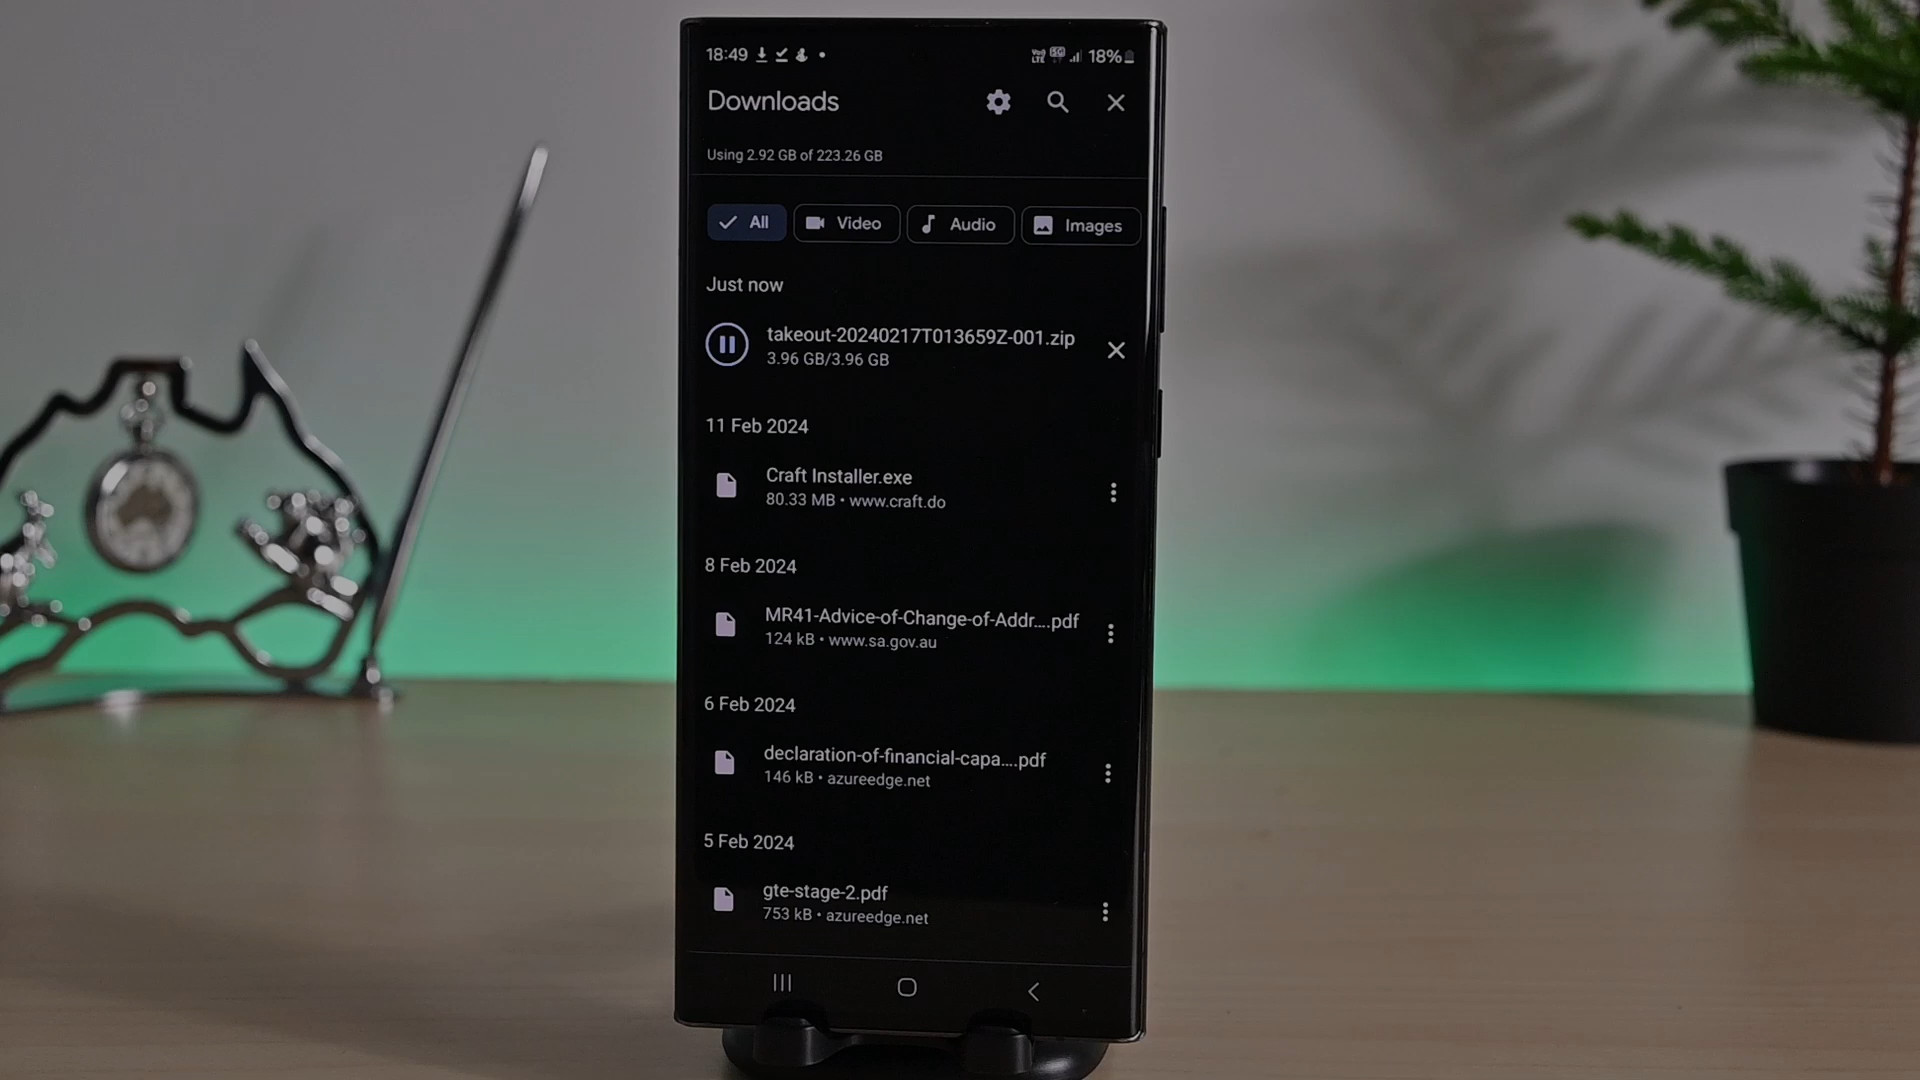 18:49
Vo) LTE 5G 18%
Downloads
Using 2.92 GB of 223.26 GB
All
Video
Audio
Images
Just now
takeout-20240217T013659Z-001.zip
3.96 GB/3.96 GB
11 Feb 2024
Craft Installer.exe
80.33 MB • www.craft.do
8 Feb 2024
MR41-Advice-of-Change-of-Addr....pdf
124 kB • www.sa.gov.au
6 Feb 2024
declaration-of-financial-capa....pdf
146 kB • azureedge.net
5 Feb 2024
gte-stage-2.pdf
753 kB • azureedge.net